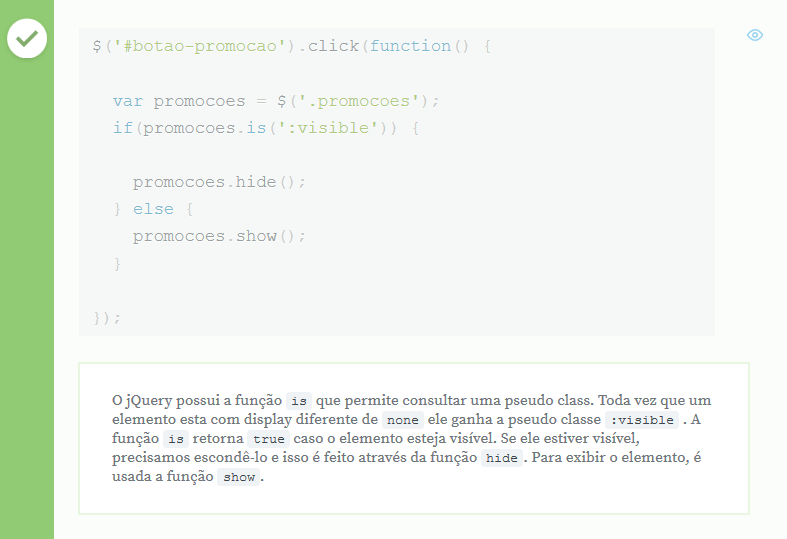 $('#botao-promocao').click(function() {
var promocoes = $('.promocoes');
if(promocoes.is(':visible')) {
promocoes.hide();
} else {
promocoes.show();
}
});
O jQuery possui a função is que permite consultar uma pseudo class. Toda vez que um
elemento esta com display diferente de none ele ganha a pseudo classe :visible . A
função is retorna true caso o elemento esteja visível. Se ele estiver visível,
precisamos escondê-lo e isso é feito através da função hide . Para exibir o elemento, é
usada a função show .